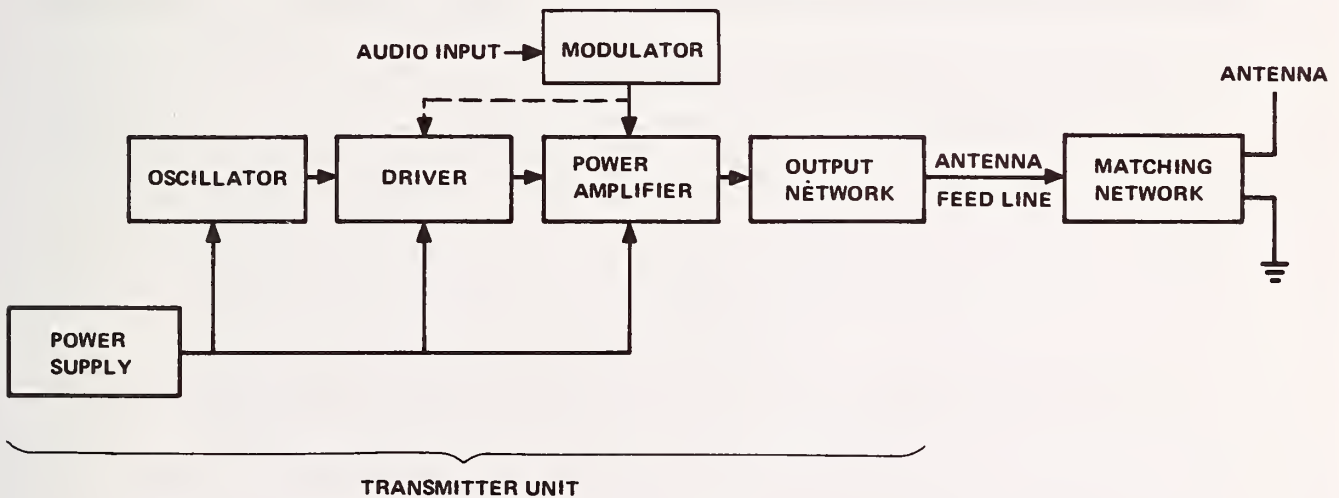 AUDIO INPUT
MODULATOR
ANTENNA
OSCILLATOR
DRIVER
POWER
AMPLIFIER
OUTPUT
NETWORK
ANTENNA
FEED LINE
MATCHING
NETWORK
POWER
SUPPLY
TRANSMITTER UNIT